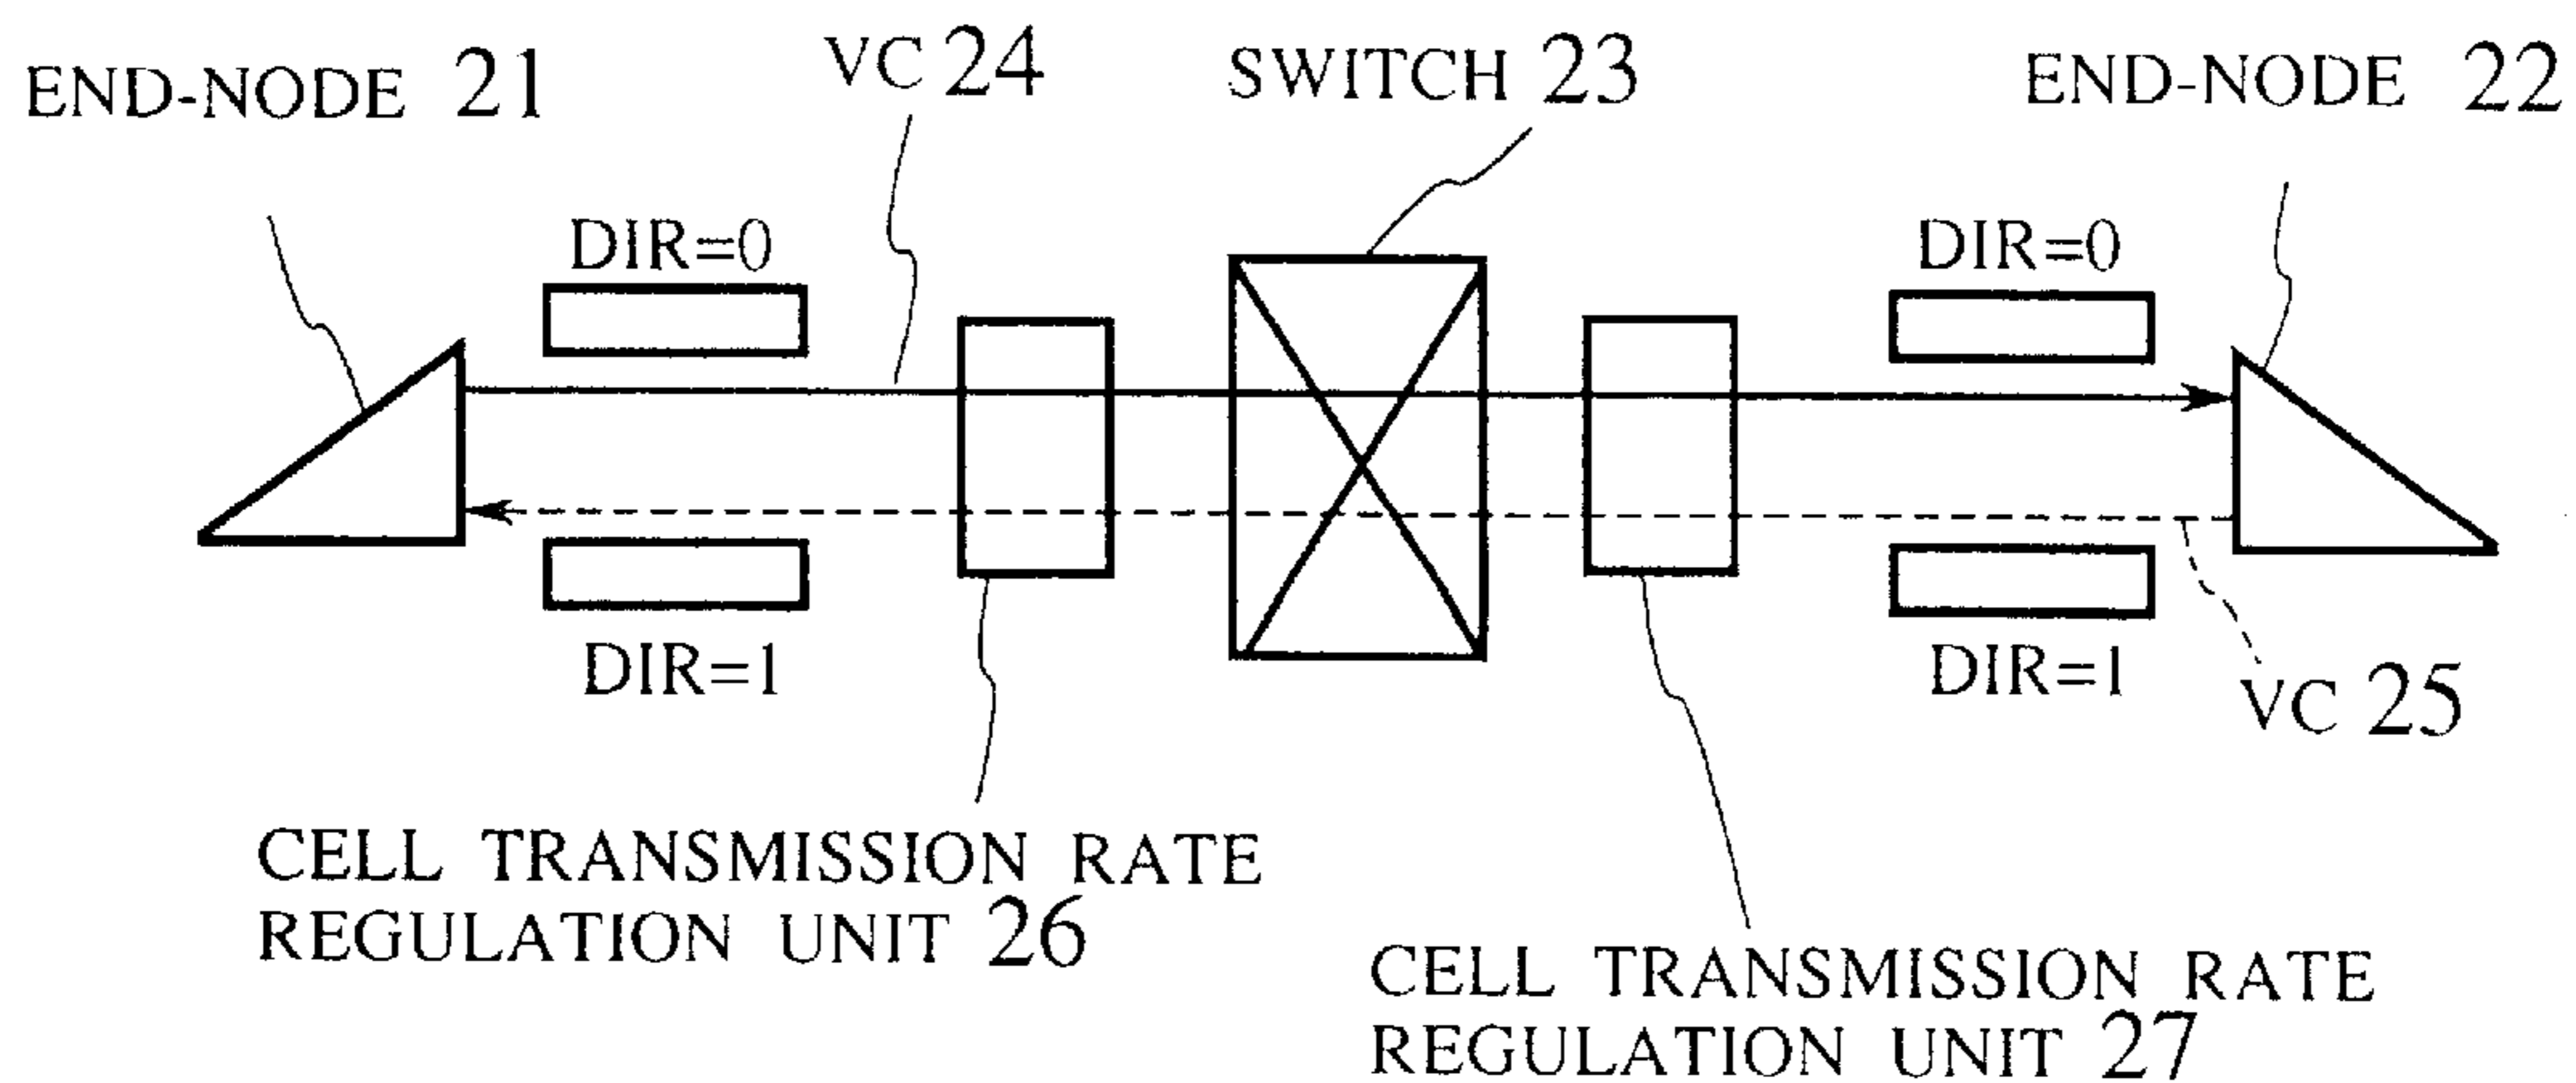 END-NODE 21
VC 24
SWITCH 23
END-NODE 22
DIR=0
DIR=0
DIR=1
DIR=1
VC 25
CELL TRANSMISSION RATE
REGULATION UNIT 26
CELL TRANSMISSION RATE
REGULATION UNIT 27